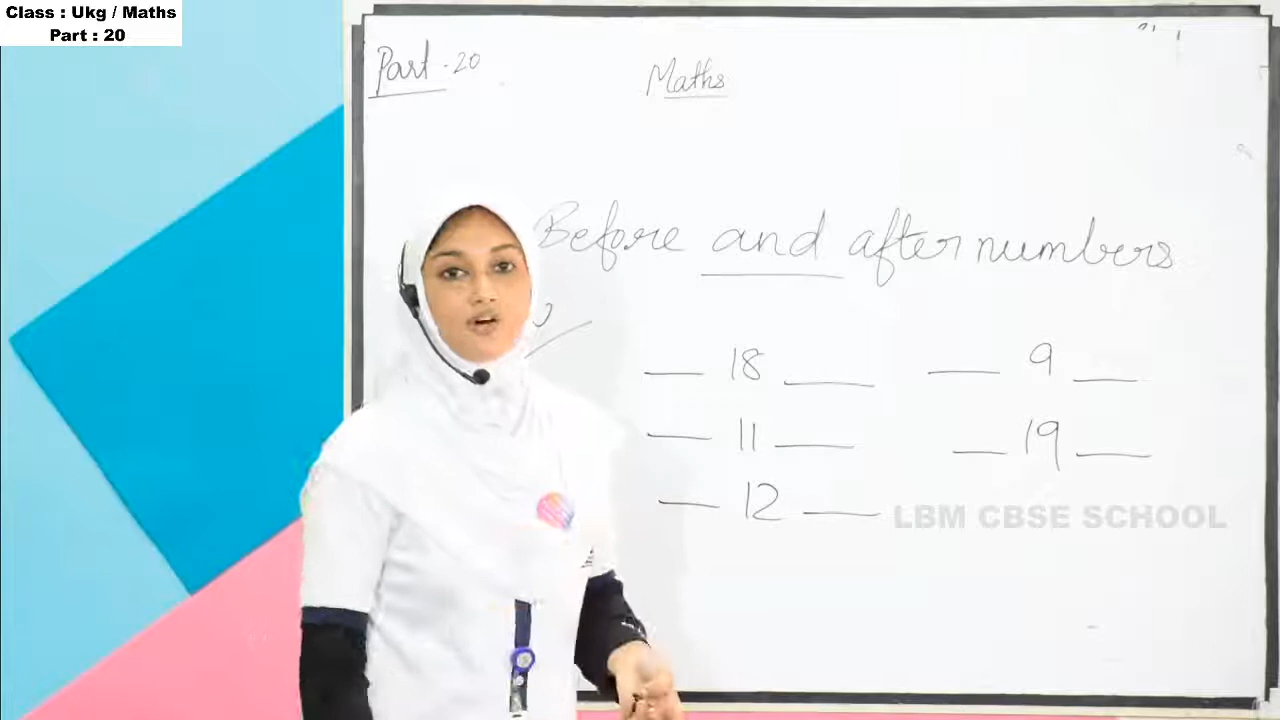 Class : Ukg / Maths
Part : 20
Part - 20
Maths
Before and after numbers
__ 18 __ __ 9 __
__ 11 __ __ 19 __
__ 12 __
LBM CBSE SCHOOL